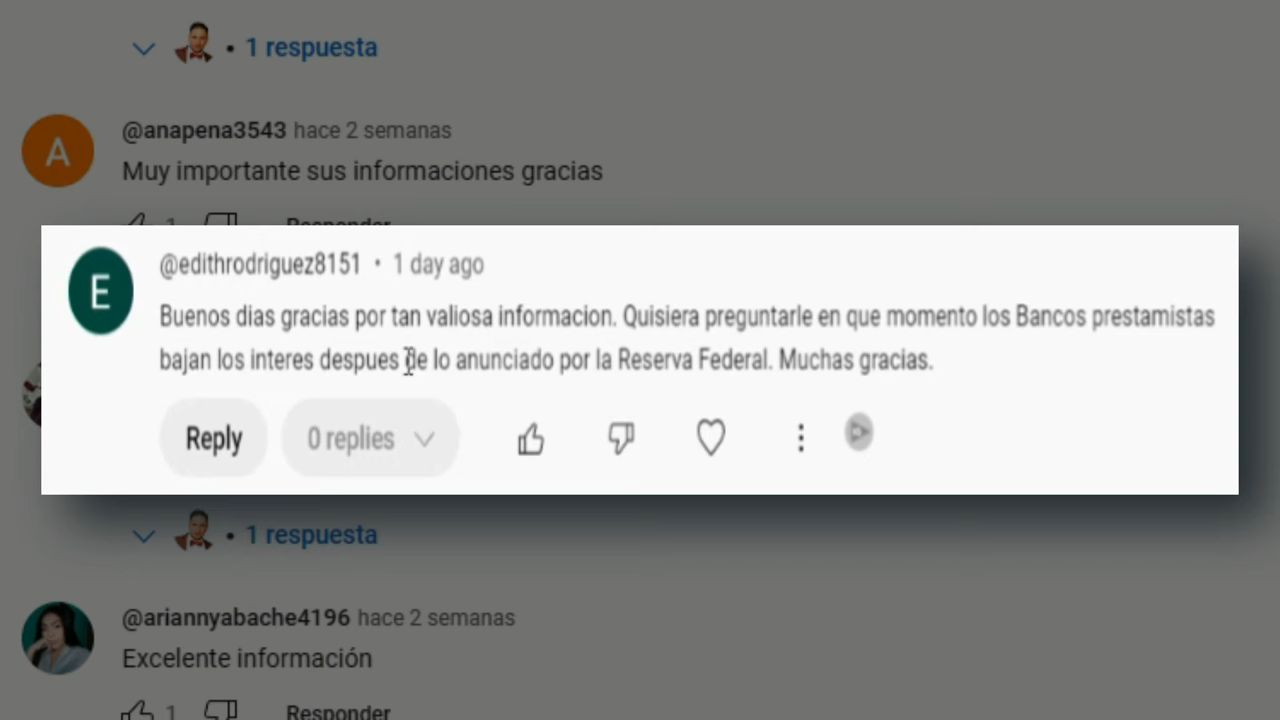 1 respuesta
A
@anapena3543 hace 2 semanas
Muy importante sus informaciones gracias
1 Responder
E
@edithrodriguez8151 • 1 day ago
Buenos dias gracias por tan valiosa informacion. Quisiera preguntarle en que momento los Bancos prestamistas
bajan los interes despues de lo anunciado por la Reserva Federal. Muchas gracias.
Reply 0 replies
1 respuesta
@ariannyabache4196 hace 2 semanas
Excelente información
1 Responder